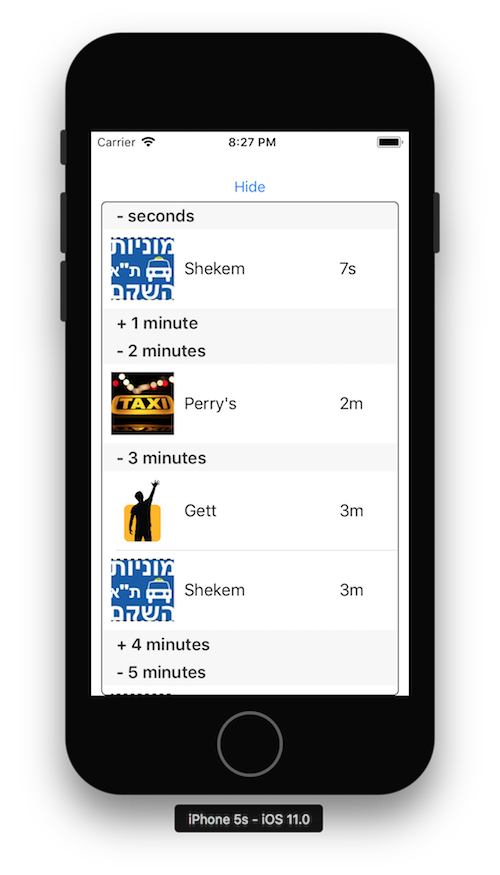 Carrier 8:27 PM
Hide
- seconds
מוניות
ת"א
השקם
Shekem 7s
+ 1 minute
- 2 minutes
TAXI
Perry's 2m
- 3 minutes
Gett 3m
מוניות
ת"א
השקם
Shekem 3m
+ 4 minutes
- 5 minutes
iPhone 5s - iOS 11.0